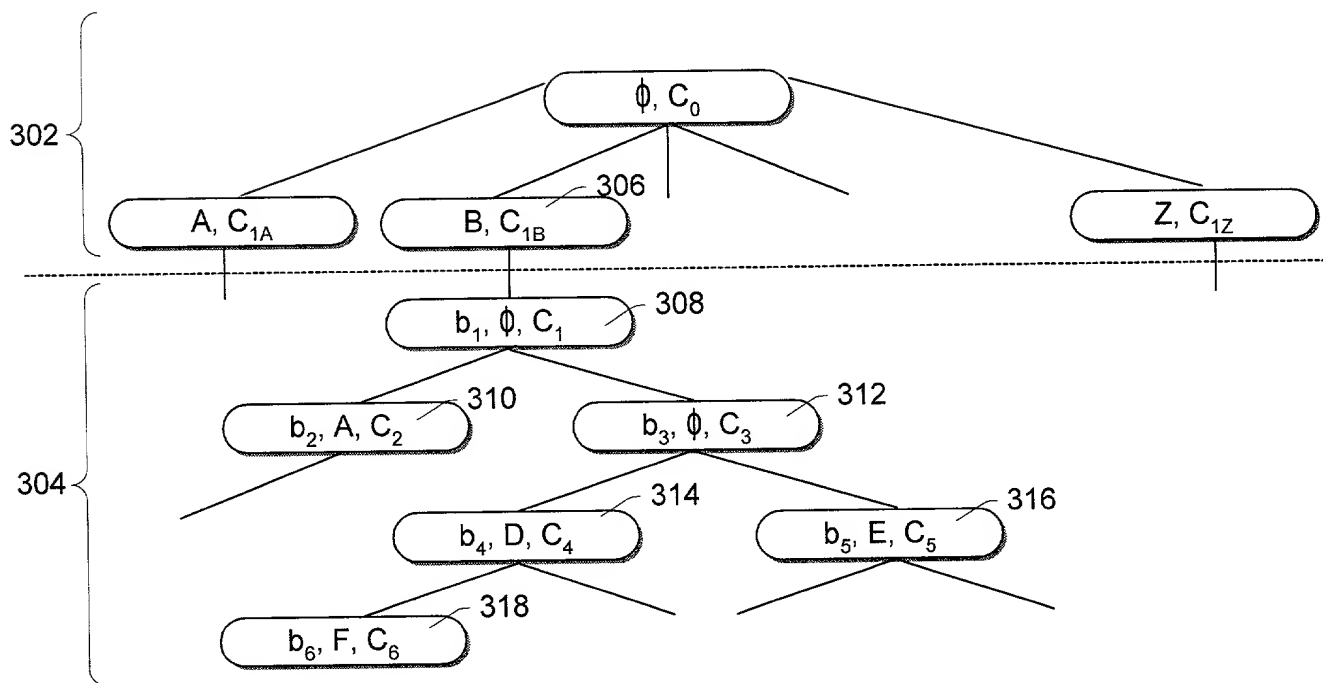 ϕ, C₀
302
306
A, C₁A
B, C₁B
Z, C₁Z
308
b₁, ϕ, C₁
310
312
b₂, A, C₂
b₃, ϕ, C₃
304
314
316
b₄, D, C₄
b₅, E, C₅
318
b₆, F, C₆